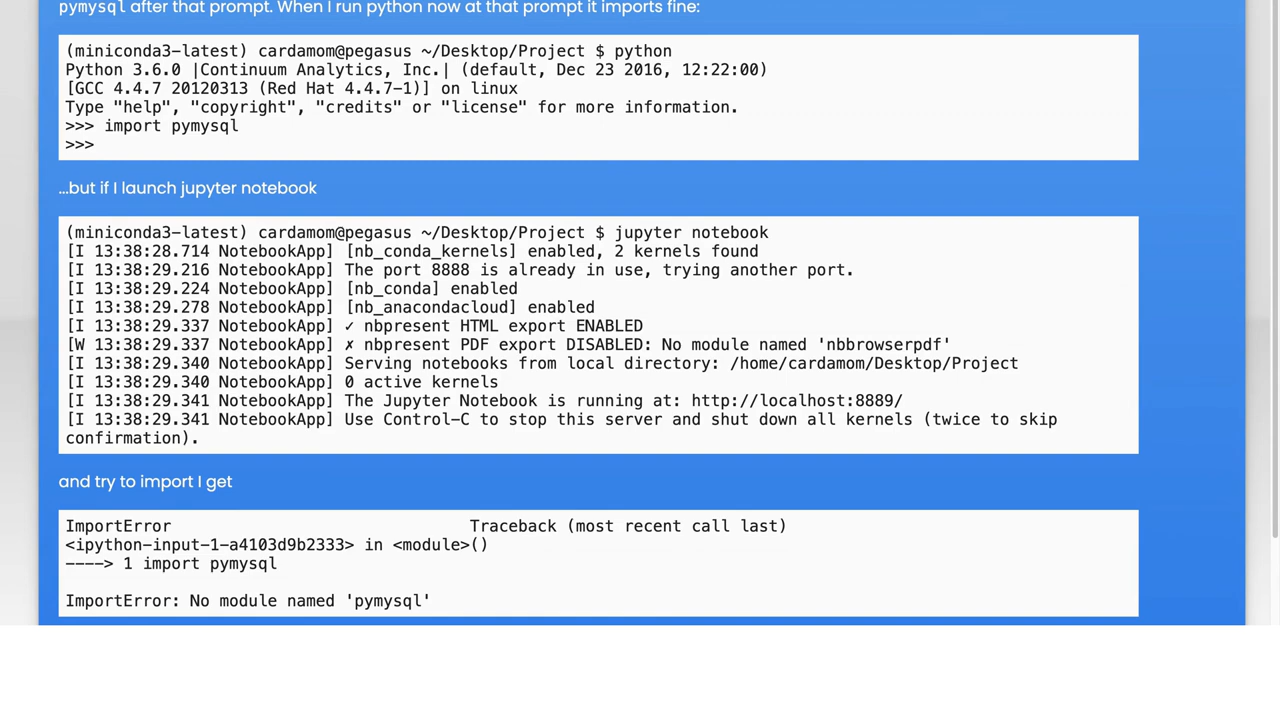 pymysql after that prompt. When I run python now at that prompt it imports fine:
(miniconda3-latest) cardamom@pegasus ~/Desktop/Project $ python
Python 3.6.0 |Continuum Analytics, Inc.| (default, Dec 23 2016, 12:22:00)
[GCC 4.4.7 20120313 (Red Hat 4.4.7-1)] on linux
Type "help", "copyright", "credits" or "license" for more information.
>>> import pymysql
>>>
...but if I launch jupyter notebook
(miniconda3-latest) cardamom@pegasus ~/Desktop/Project $ jupyter notebook
[I 13:38:28.714 NotebookApp] [nb_conda_kernels] enabled, 2 kernels found
[I 13:38:29.216 NotebookApp] The port 8888 is already in use, trying another port.
[I 13:38:29.224 NotebookApp] [nb_conda] enabled
[I 13:38:29.278 NotebookApp] [nb_anacondacloud] enabled
[I 13:38:29.337 NotebookApp] ✓ nbpresent HTML export ENABLED
[W 13:38:29.337 NotebookApp] ✗ nbpresent PDF export DISABLED: No module named 'nbbrowserpdf'
[I 13:38:29.340 NotebookApp] Serving notebooks from local directory: /home/cardamom/Desktop/Project
[I 13:38:29.340 NotebookApp] 0 active kernels
[I 13:38:29.341 NotebookApp] The Jupyter Notebook is running at: http://localhost:8889/
[I 13:38:29.341 NotebookApp] Use Control-C to stop this server and shut down all kernels (twice to skip
confirmation).
and try to import I get
ImportError                               Traceback (most recent call last)
<ipython-input-1-a4103d9b2333> in <module>()
----> 1 import pymysql
ImportError: No module named 'pymysql'